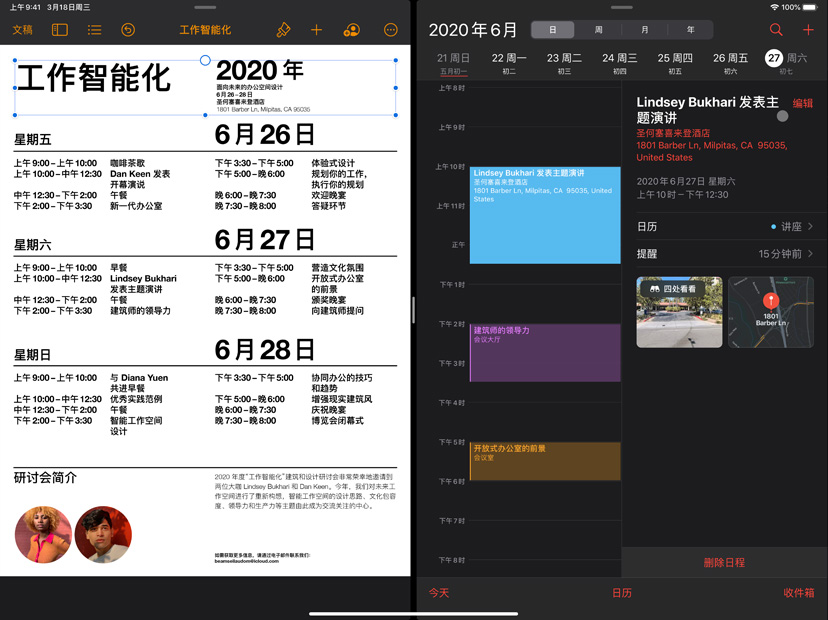 上午9:41 3月18日周三
100%
文稿
工作智能化
工作智能化
2020 年
面向未来的办公空间设计
6月26–28日
圣何塞喜来登酒店
1801 Barber Ln, Milpitas, CA 95035
星期五
6月26日
上午 9:00 – 上午 10:00 咖啡茶歇
上午 10:00 – 中午 12:30 Dan Keen 发表
开幕演说
中午 12:30 – 下午 2:00 午餐
下午 2:00 – 下午 3:30 新一代办公室
下午 3:30 – 下午 5:00 体验式设计
下午 5:00 – 晚 6:00 规划你的工作,
执行你的规划
晚 6:00 – 晚 7:30 欢迎晚宴
晚 7:30 – 晚 8:00 答疑环节
星期六
6月27日
上午 9:00 – 上午 10:00 早餐
上午 10:00 – 中午 12:30 Lindsey Bukhari
发表主题演讲
中午 12:30 – 下午 2:00 午餐
下午 2:00 – 下午 3:30 建筑师的领导力
下午 3:30 – 下午 5:00 营造文化氛围
下午 5:00 – 晚 6:00 开放式办公室
的前景
晚 6:00 – 晚 7:30 颁奖晚宴
晚 7:30 – 晚 8:00 向建筑师提问
星期日
6月28日
上午 9:00 – 上午 10:00 与 Diana Yuen
共进早餐
上午 10:00 – 中午 12:30 优秀实践范例
中午 12:30 – 下午 2:00 午餐
下午 2:00 – 下午 3:30 智能工作空间
设计
下午 3:30 – 下午 5:00 协同办公的技巧
和趋势
下午 5:00 – 晚 6:00 增强现实建筑风
晚 6:00 – 晚 7:30 庆祝晚宴
晚 7:30 – 晚 8:00 博览会闭幕式
研讨会简介
2020 年度“工作智能化”建筑和设计研讨会非常荣幸地邀请到
两位大咖 Lindsey Bukhari 和 Dan Keen。今年，我们对未来工
作空间进行了重新构想，智能工作空间的设计思路、文化包容
度、领导力和生产力等主题由此成为交流关注的中心。
如需获取更多信息，请通过电子邮件联系我们:
beamsellaudom@icloud.com
2020年6月
日 周 月 年
21 周日 22 周一 23 周二 24 周三 25 周四 26 周五 27 周六
五月初一 初二 初三 初四 初五 初六 初七
上午8时
上午9时
上午10时
上午11时
正午
下午1时
下午2时
下午3时
下午4时
下午5时
下午6时
下午7时
下午8时
Lindsey Bukhari 发表主题演讲
圣何塞喜来登酒店
1801 Barber Ln, Milpitas, CA 95035, United
States
建筑师的领导力
会议大厅
开放式办公室的前景
会议室
Lindsey Bukhari 发表主
题演讲
编辑
圣何塞喜来登酒店
1801 Barber Ln, Milpitas, CA 95035,
United States
2020年6月27日 星期六
上午10时 – 下午12:30
日历 讲座
提醒 15分钟前
四处看看
1801
Barber Ln
删除日程
今天 日历 收件箱